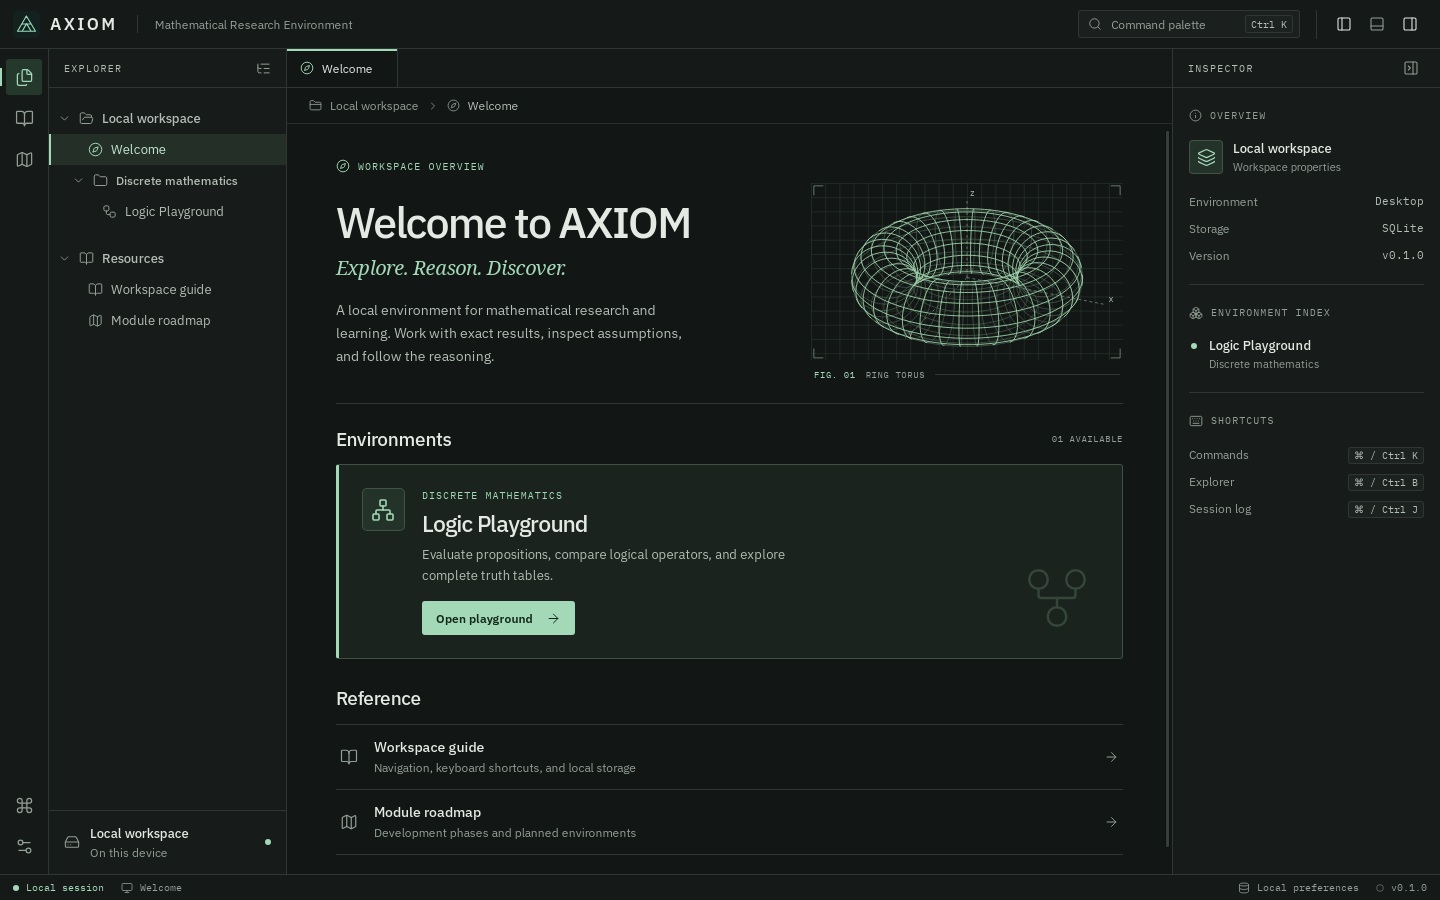 AXIOM
Mathematical Research Environment
Command palette
Ctrl K
EXPLORER
Local workspace
Welcome
Discrete mathematics
Logic Playground
Resources
Workspace guide
Module roadmap
Local workspace
On this device
Welcome
Local workspace
Welcome
WORKSPACE OVERVIEW
Welcome to AXIOM
Explore. Reason. Discover.
A local environment for mathematical research and
learning. Work with exact results, inspect assumptions,
and follow the reasoning.
z
x
FIG. 01 RING TORUS
Environments
01 AVAILABLE
DISCRETE MATHEMATICS
Logic Playground
Evaluate propositions, compare logical operators, and explore
complete truth tables.
Open playground
Reference
Workspace guide
Navigation, keyboard shortcuts, and local storage
Module roadmap
Development phases and planned environments
INSPECTOR
OVERVIEW
Local workspace
Workspace properties
Environment Desktop
Storage SQLite
Version v0.1.0
ENVIRONMENT INDEX
Logic Playground
Discrete mathematics
SHORTCUTS
Commands ⌘ / Ctrl K
Explorer ⌘ / Ctrl B
Session log ⌘ / Ctrl J
Local session
Welcome
Local preferences
v0.1.0